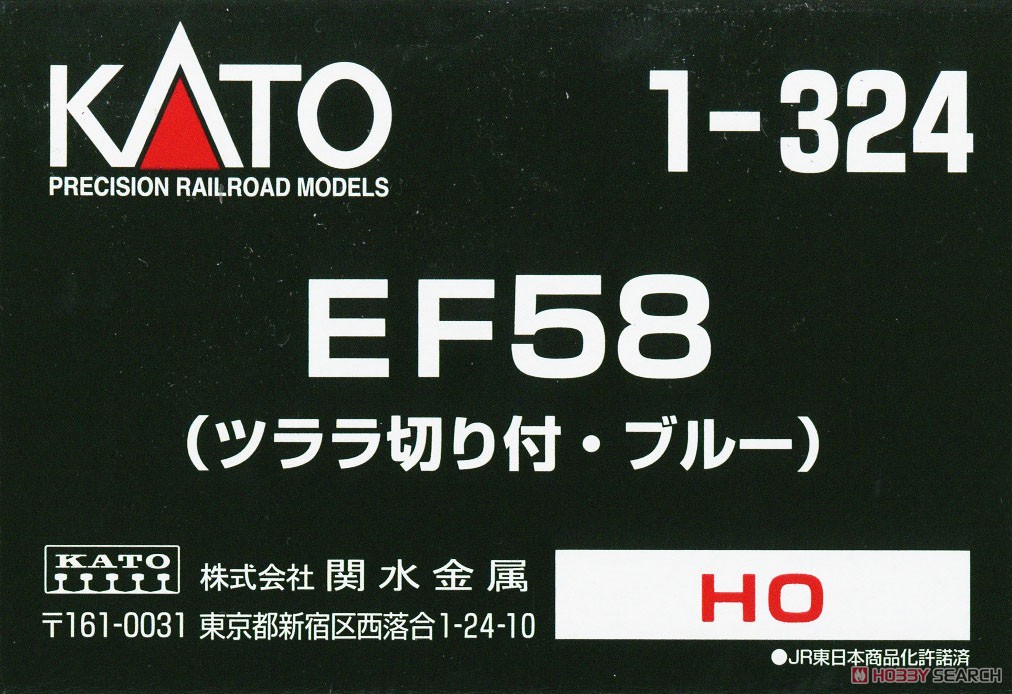 KATO
PRECISION RAILROAD MODELS
1-324
EF58
（ツララ切り付・ブルー）
KATO
株式会社 関水金属
〒161-0031 東京都新宿区西落合1-24-10
HO
●JR東日本商品化許諾済
HOBBY SEARCH